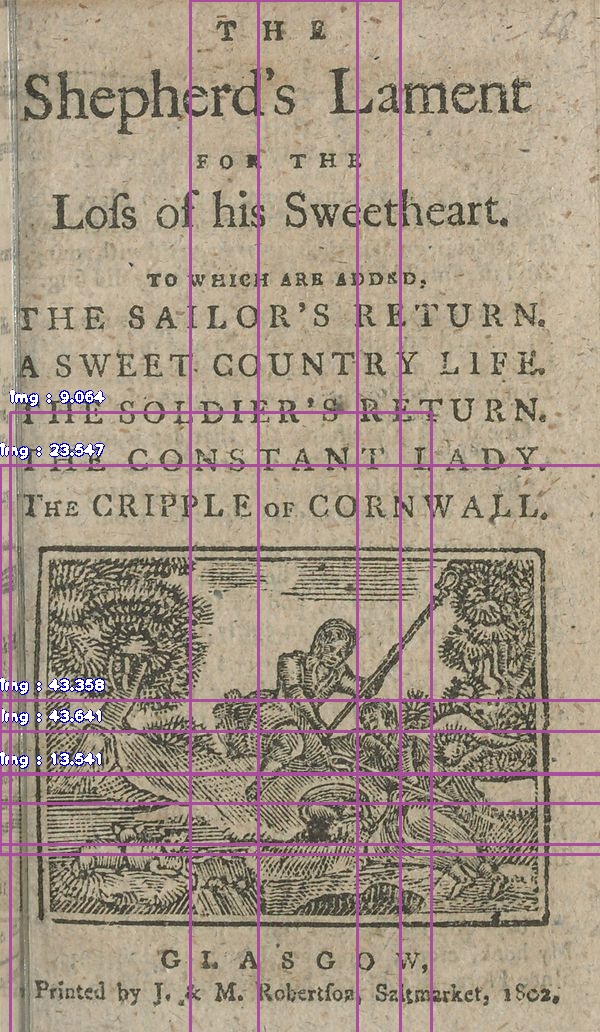 THE
Shepherd's Lament
FOR THE
Loſs of his Sweetheart.
TO WHICH ARE ADDED,
THE SAILOR'S RETURN.
A SWEET COUNTRY LIFE.
Img : 9.064
THE SOLDIER'S RETURN.
Img : 23.547
THE CONSTANT LADY.
THE CRIPPLE OF CORNWALL.
Img : 43.358
Img : 43.641
Img : 13.541
GLASGOW,
Printed by J. & M. Robertſon, Saltmarket, 1802.